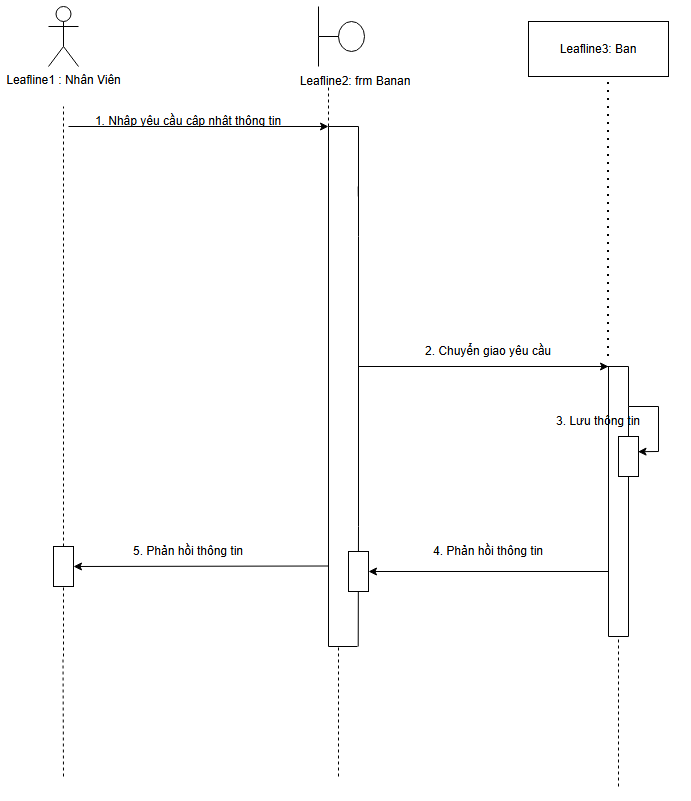 Leafline1 : Nhân Viên
Leafline2: frm Banan
Leafline3: Ban
1. Nhập yêu cầu cập nhật thông tin
2. Chuyển giao yêu cầu
3. Lưu thông tin
4. Phản hồi thông tin
5. Phản hồi thông tin